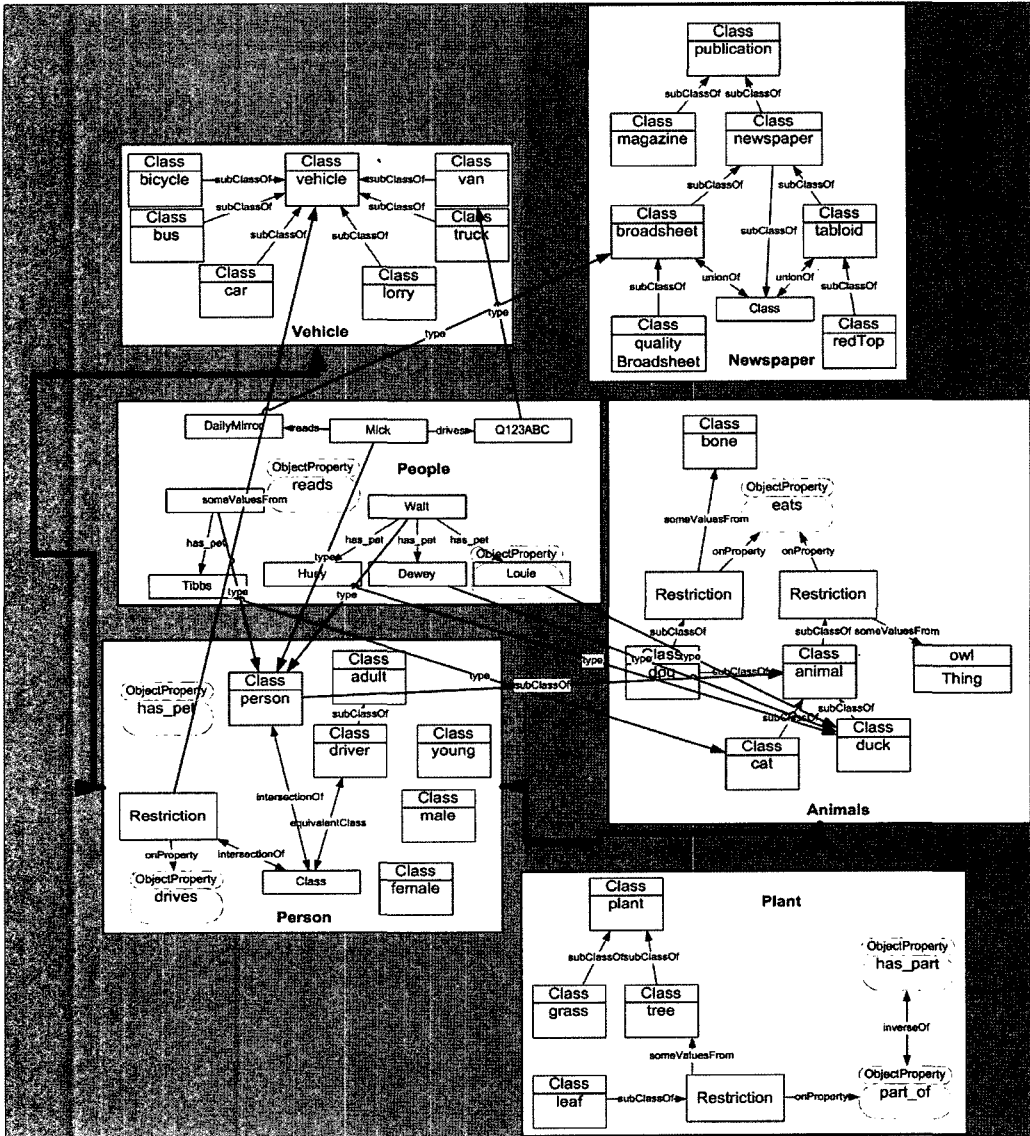 Class
publication
subClassOf subClassOf
Class
magazine
Class
newspaper
subClassOf
subClassOf
Class
broadsheet
subClassOf
Class
tabloid
unionOf
unionOf
subClassOf
Class
subClassOf
Class
quality
Broadsheet
Class
redTop
Newspaper
Class
bicycle
subClassOf
Class
vehicle
subClassOf
Class
van
Class
bus
subClassOf
subClassOf
Class
truck
subClassOf
subClassOf
Class
car
Class
lorry
Vehicle
type
type
DailyMirror
reads
Mick
drives
Q123ABC
People
ObjectProperty
reads
someValuesFrom
Walt
has_pet
has_pet
has_pet
has_pet
type
ObjectProperty
Tibbs
Huey
Dewey
Louie
type
type
Class
bone
ObjectProperty
eats
someValuesFrom
onProperty
onProperty
Restriction
Restriction
subClassOf
subClassOf
someValuesFrom
Class
dog
type
type
type
subClassOf
Class
animal
owl
Thing
subClassOf
subClassOf
Class
cat
Class
duck
Animals
ObjectProperty
has_pet
Class
person
Class
adult
type
subClassOf
subClassOf
Class
driver
Class
young
intersectionOf
Class
male
Restriction
equivalentClass
onProperty
intersectionOf
Class
Class
female
ObjectProperty
drives
Person
Class
plant
Plant
subClassOf
subClassOf
ObjectProperty
has_part
Class
grass
Class
tree
inverseOf
someValuesFrom
Class
leaf
subClassOf
Restriction
onProperty
ObjectProperty
part_of